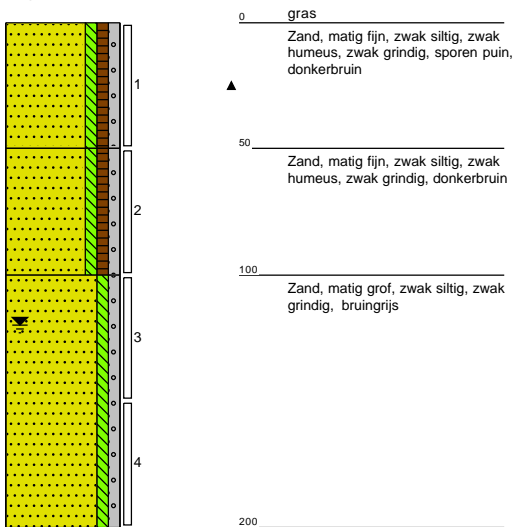 0 gras
Zand, matig fijn, zwak siltig, zwak
humeus, zwak grindig, sporen puin,
donkerbruin
1
50
Zand, matig fijn, zwak siltig, zwak
humeus, zwak grindig, donkerbruin
2
100
Zand, matig grof, zwak siltig, zwak
grindig, bruingrijs
3
4
200